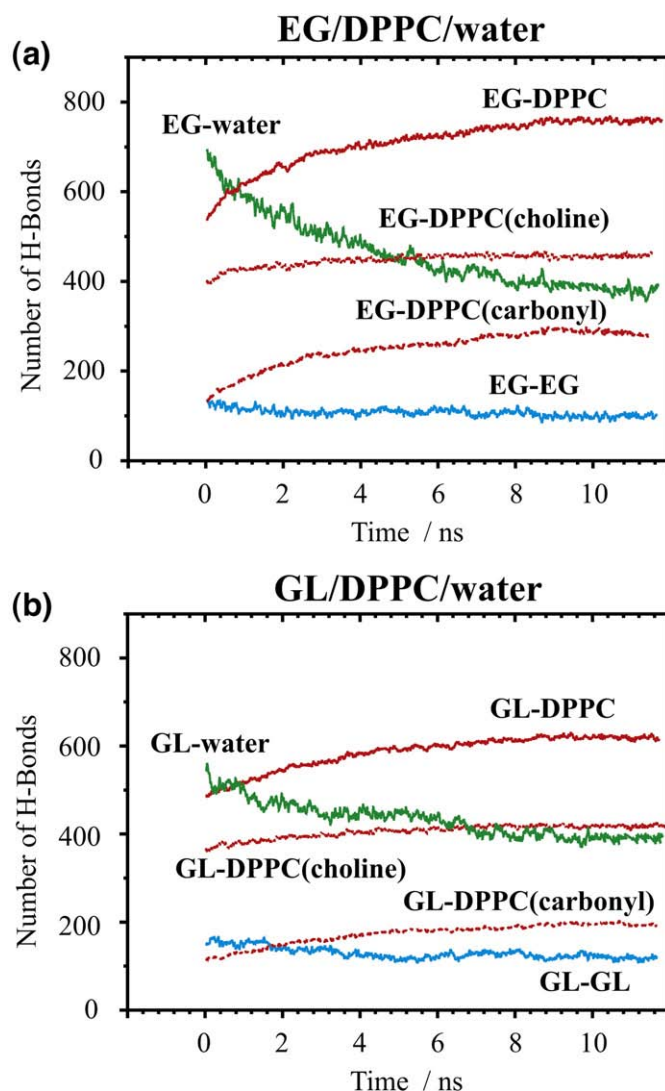 EG/DPPC/water
(a)
800
600
400
200
0
Number of H-Bonds
EG-DPPC
EG-water
EG-DPPC(choline)
EG-DPPC(carbonyl)
EG-EG
0 2 4 6 8 10
Time / ns
GL/DPPC/water
(b)
800
600
400
200
0
Number of H-Bonds
GL-DPPC
GL-water
GL-DPPC(choline)
GL-DPPC(carbonyl)
GL-GL
0 2 4 6 8 10
Time / ns